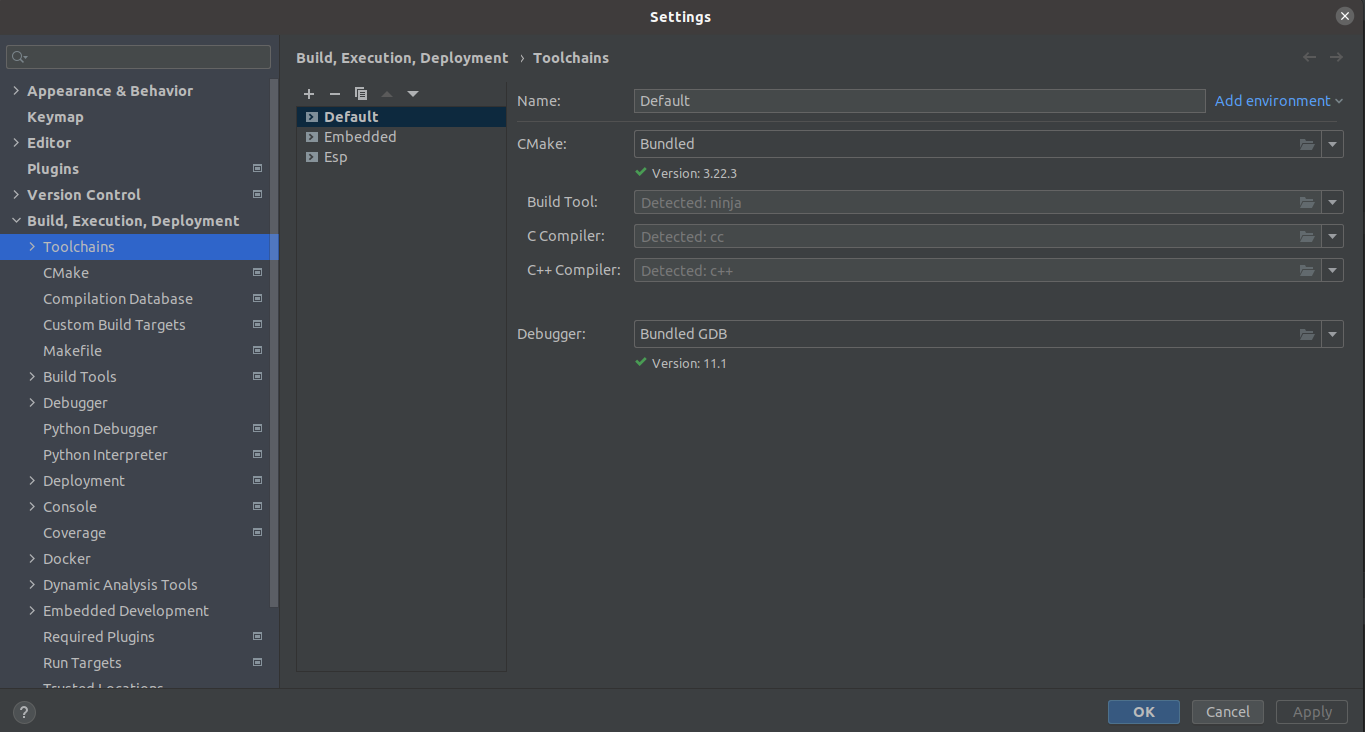 Settings
Appearance & Behavior
Keymap
Editor
Plugins
Version Control
Build, Execution, Deployment
Toolchains
CMake
Compilation Database
Custom Build Targets
Makefile
Build Tools
Debugger
Python Debugger
Python Interpreter
Deployment
Console
Coverage
Docker
Dynamic Analysis Tools
Embedded Development
Required Plugins
Run Targets
Trusted Locations
Build, Execution, Deployment › Toolchains
Default
Embedded
Esp
Name: Default Add environment
CMake: Bundled
Version: 3.22.3
Build Tool: Detected: ninja
C Compiler: Detected: cc
C++ Compiler: Detected: c++
Debugger: Bundled GDB
Version: 11.1
? OK Cancel Apply